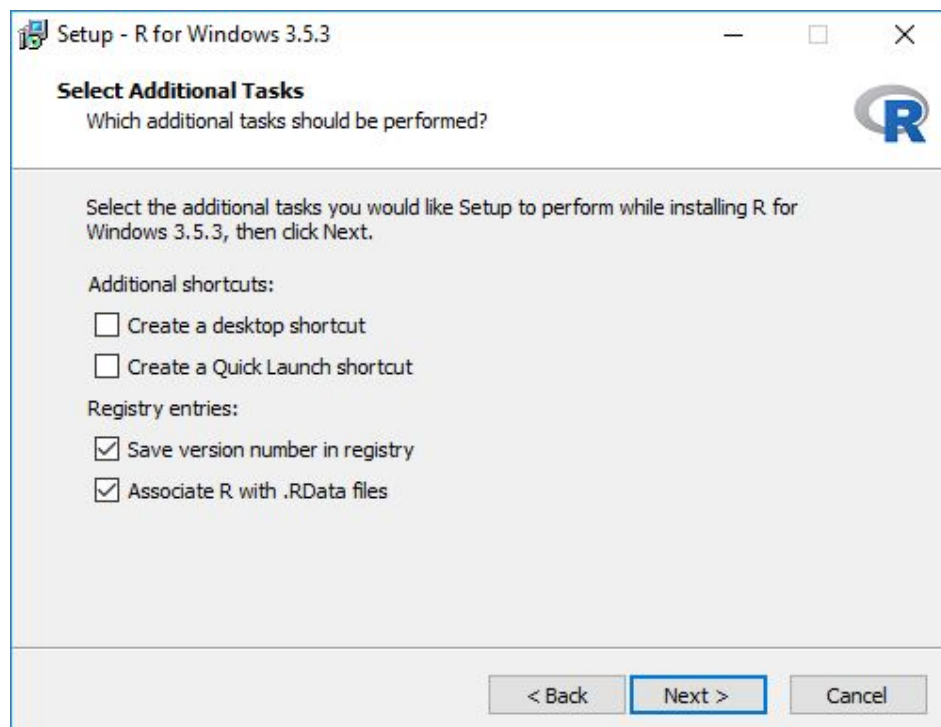 Setup - R for Windows 3.5.3
Select Additional Tasks
Which additional tasks should be performed?
R
Select the additional tasks you would like Setup to perform while installing R for
Windows 3.5.3, then click Next.
Additional shortcuts:
Create a desktop shortcut
Create a Quick Launch shortcut
Registry entries:
Save version number in registry
Associate R with .RData files
< Back
Next >
Cancel